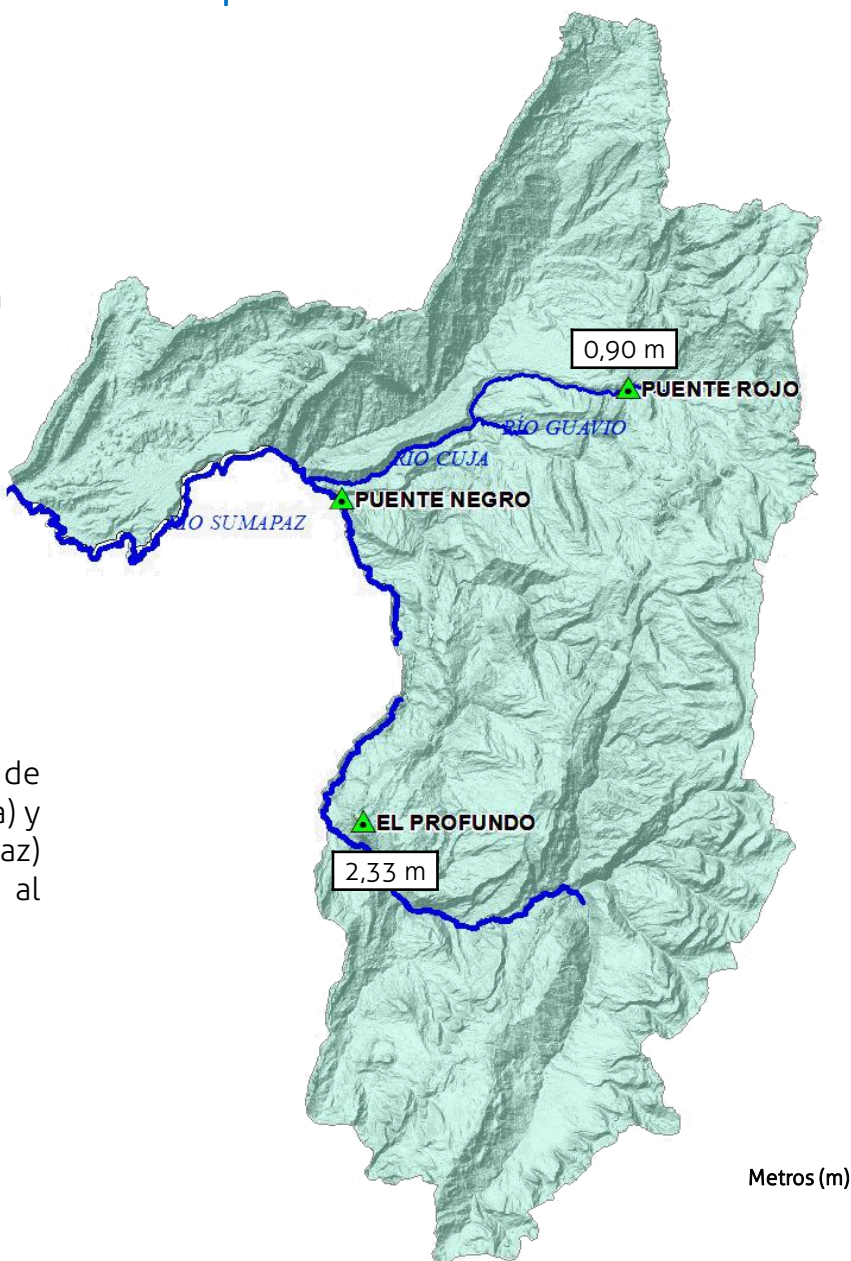 0,90 m
PUENTE ROJO
RÍO GUAVIO
RÍO CUJA
PUENTE NEGRO
RÍO SUMAPAZ
de
y
EL PROFUNDO
2,33 m
al
Metros (m)